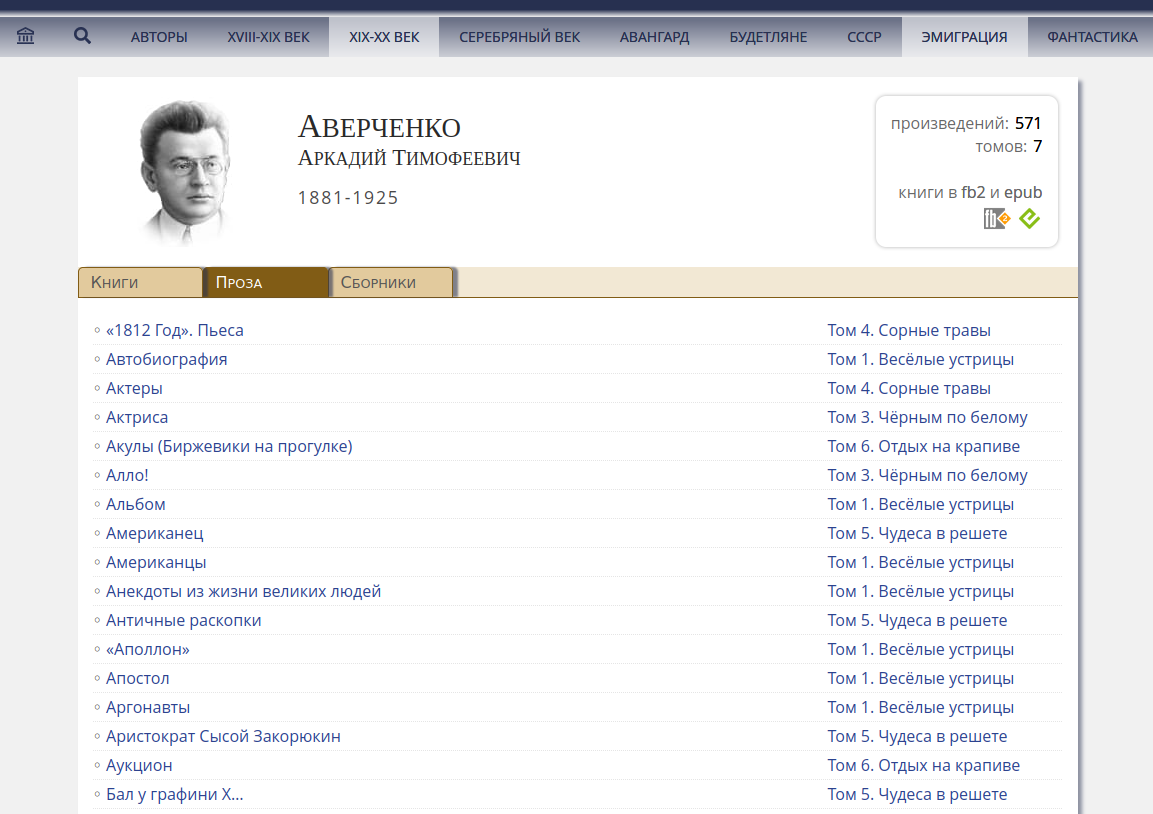 АВТОРЫ XVIII-XIX ВЕК XIX-XX ВЕК СЕРЕБРЯНЫЙ ВЕК АВАНГАРД БУДЕТЛЯНЕ СССР ЭМИГРАЦИЯ ФАНТАСТИКА
Аверченко
Аркадий Тимофеевич
1881-1925
произведений: 571
томов: 7
книги в fb2 и epub
fb2
Книги Проза Сборники
«1812 Год». Пьеса Том 4. Сорные травы
Автобиография Том 1. Весёлые устрицы
Актеры Том 4. Сорные травы
Актриса Том 3. Чёрным по белому
Акулы (Биржевики на прогулке) Том 6. Отдых на крапиве
Алло! Том 3. Чёрным по белому
Альбом Том 1. Весёлые устрицы
Американец Том 5. Чудеса в решете
Американцы Том 1. Весёлые устрицы
Анекдоты из жизни великих людей Том 1. Весёлые устрицы
Античные раскопки Том 5. Чудеса в решете
«Аполлон» Том 1. Весёлые устрицы
Апостол Том 1. Весёлые устрицы
Аргонавты Том 1. Весёлые устрицы
Аристократ Сысой Закорюкин Том 5. Чудеса в решете
Аукцион Том 6. Отдых на крапиве
Бал у графини Х... Том 5. Чудеса в решете